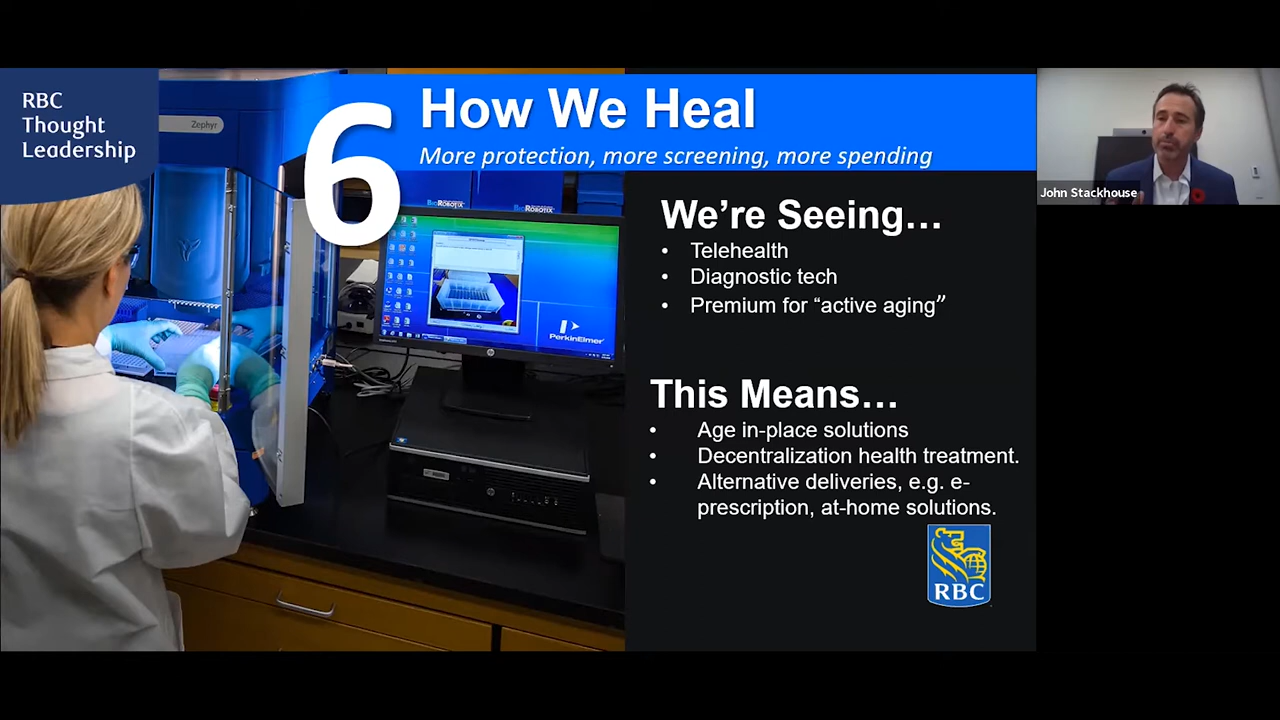 RBC
Thought
Leadership
Zephyr
6
How We Heal
More protection, more screening, more spending
BIOROBOTIX
BIOROBOTIX
PerkinElmer
We’re Seeing…
• Telehealth
• Diagnostic tech
• Premium for “active aging”
This Means…
• Age in-place solutions
• Decentralization health treatment.
• Alternative deliveries, e.g. e-
prescription, at-home solutions.
RBC
John Stackhouse